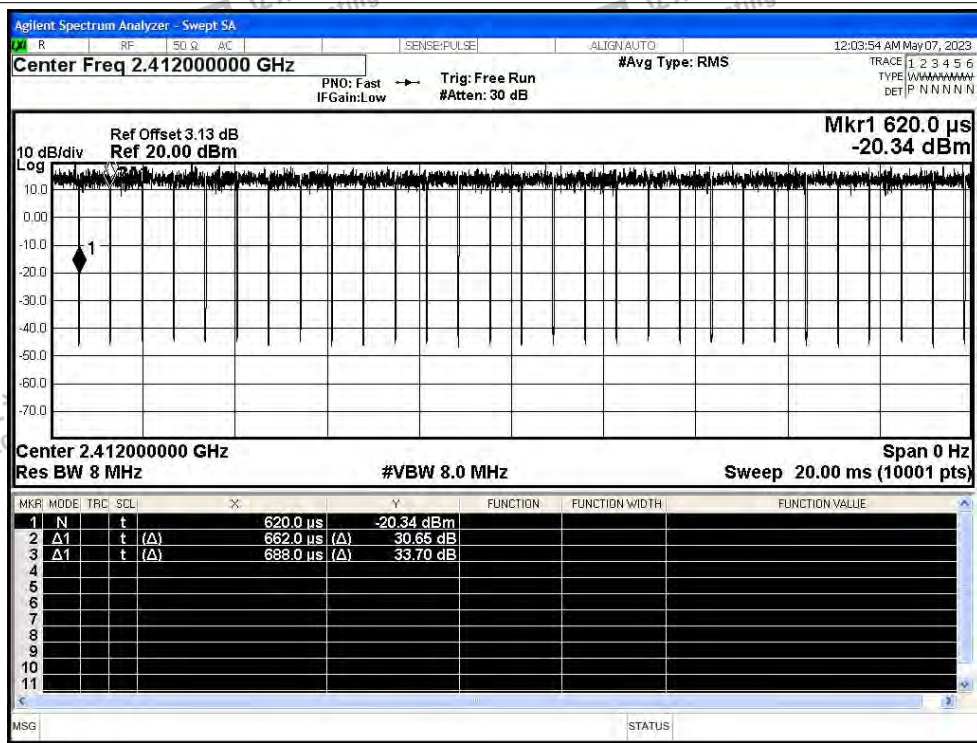 Agilent Spectrum Analyzer - Swept SA
R RF 50 Ω AC SENSE:PULSE ALIGN AUTO 12:03:54 AM May 07, 2023
Center Freq 2.412000000 GHz
PNO: Fast
IFGain:Low
Trig: Free Run
#Atten: 30 dB
#Avg Type: RMS
TRACE 1 2 3 4 5 6
TYPE
DET P N N N N N
10 dB/div
Log
Ref Offset 3.13 dB
Ref 20.00 dBm
Mkr1 620.0 µs
-20.34 dBm
10.0
0.00
-10.0
1
-20.0
-30.0
-40.0
-50.0
-60.0
-70.0
Center 2.412000000 GHz Span 0 Hz
Res BW 8 MHz #VBW 8.0 MHz Sweep 20.00 ms (10001 pts)
MKR MODE TRC SCL X Y FUNCTION FUNCTION WIDTH FUNCTION VALUE
1 N t 620.0 µs -20.34 dBm
2 Δ1 t (Δ) 662.0 µs (Δ) 30.65 dB
3 Δ1 t (Δ) 688.0 µs (Δ) 33.70 dB
4
5
6
7
8
9
10
11
MSG STATUS